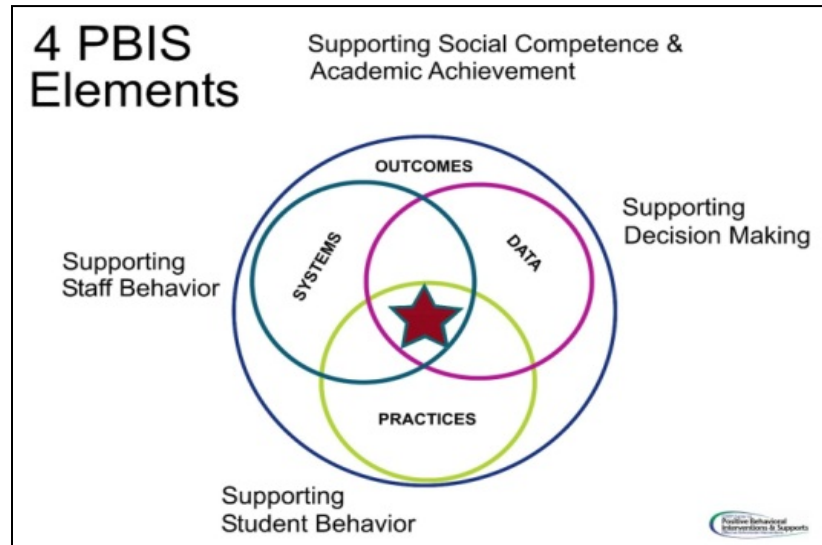 4 PBIS
Elements
Supporting Social Competence &
Academic Achievement
OUTCOMES
SYSTEMS
DATA
Supporting
Decision Making
Supporting
Staff Behavior
PRACTICES
Supporting
Student Behavior
Positive Behavioral
Interventions & Supports